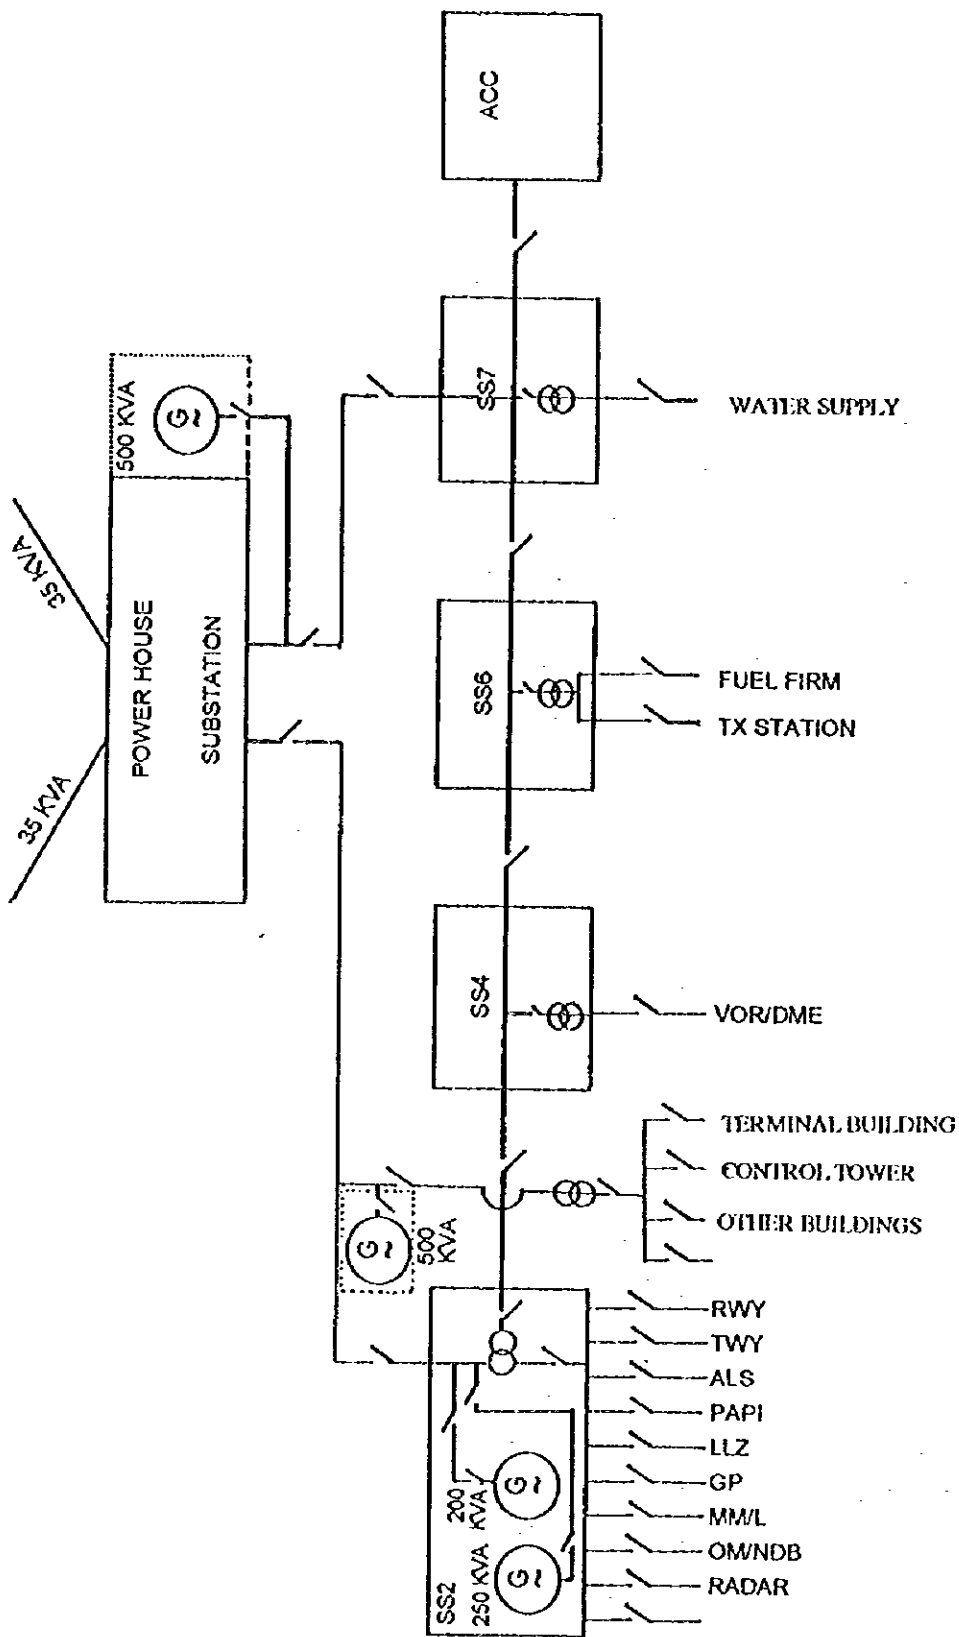 ACC
SS7
WATER SUPPLY
500 KVA
G
~
35 KVA
35 KVA
POWER HOUSE
SUBSTATION
SS6
FUEL FIRM
TX STATION
SS4
VOR/DME
TERMINAL BUILDING
CONTROL TOWER
OTHER BUILDINGS
G
~
500
KVA
SS2
200
KVA
G
~
250 KVA
G
~
RWY
TWY
ALS
PAPI
LLZ
GP
MM/L
OM/NDB
RADAR